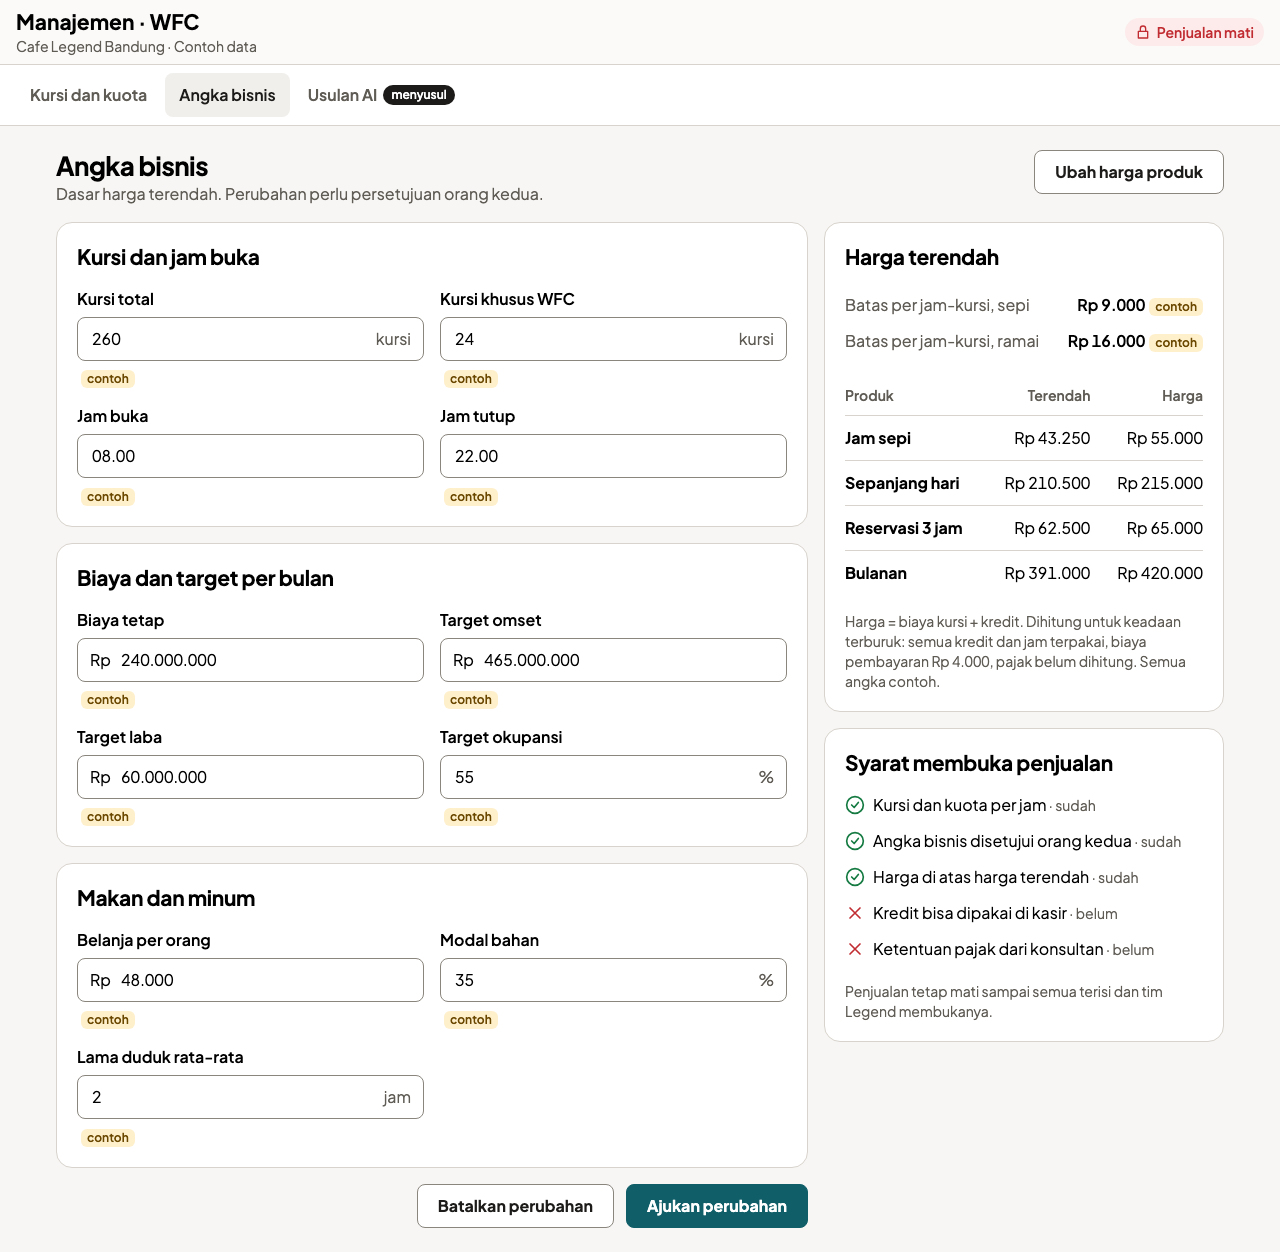 Manajemen · WFC
Cafe Legend Bandung · Contoh data
Penjualan mati
Kursi dan kuota
Angka bisnis
Usulan AI menyusul
Angka bisnis
Dasar harga terendah. Perubahan perlu persetujuan orang kedua.
Ubah harga produk
Kursi dan jam buka
Kursi total
Kursi khusus WFC
260 kursi
24 kursi
contoh
contoh
Jam buka
Jam tutup
08.00
22.00
contoh
contoh
Biaya dan target per bulan
Biaya tetap
Target omset
Rp 240.000.000
Rp 465.000.000
contoh
contoh
Target laba
Target okupansi
Rp 60.000.000
55 %
contoh
contoh
Makan dan minum
Belanja per orang
Modal bahan
Rp 48.000
35 %
contoh
contoh
Lama duduk rata-rata
2 jam
contoh
Batalkan perubahan
Ajukan perubahan
Harga terendah
Batas per jam-kursi, sepi Rp 9.000 contoh
Batas per jam-kursi, ramai Rp 16.000 contoh
Produk Terendah Harga
Jam sepi Rp 43.250 Rp 55.000
Sepanjang hari Rp 210.500 Rp 215.000
Reservasi 3 jam Rp 62.500 Rp 65.000
Bulanan Rp 391.000 Rp 420.000
Harga = biaya kursi + kredit. Dihitung untuk keadaan
terburuk: semua kredit dan jam terpakai, biaya
pembayaran Rp 4.000, pajak belum dihitung. Semua
angka contoh.
Syarat membuka penjualan
Kursi dan kuota per jam · sudah
Angka bisnis disetujui orang kedua · sudah
Harga di atas harga terendah · sudah
Kredit bisa dipakai di kasir · belum
Ketentuan pajak dari konsultan · belum
Penjualan tetap mati sampai semua terisi dan tim
Legend membukanya.